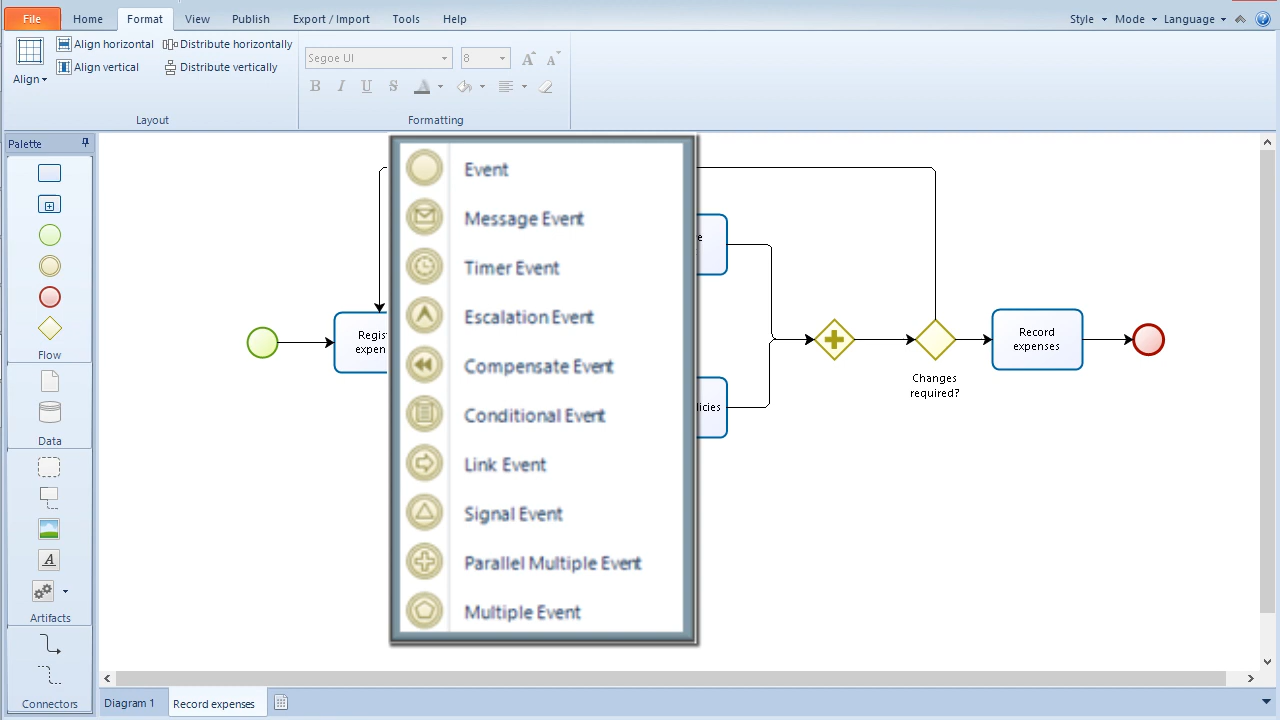 File Home Format View Publish Export / Import Tools Help Style Mode Language
Align horizontal Distribute horizontally
Segoe UI 8 A A
Align vertical Distribute vertically
Align
B I U S A
Layout Formatting
Palette
Flow
Data
A
Artifacts
Connectors
Event
Message Event
Timer Event
Escalation Event
Compensate Event
Conditional Event
Link Event
Signal Event
Parallel Multiple Event
Multiple Event
Regis
expen
e
licies
Changes
required?
Record
expenses
Diagram 1 Record expenses